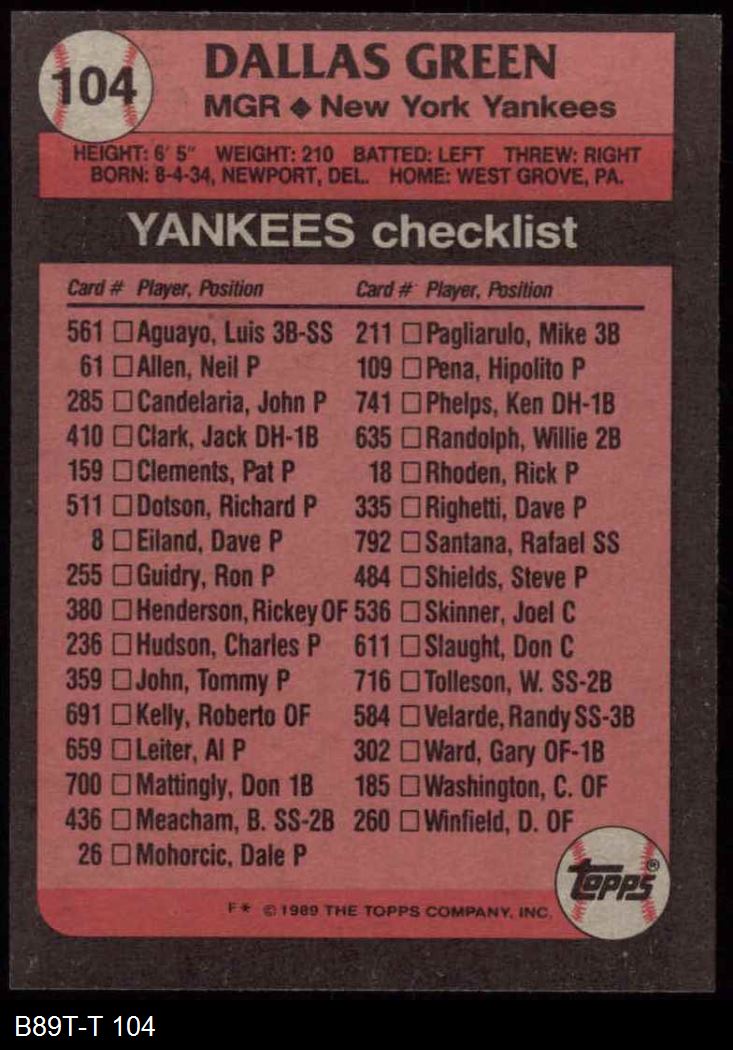 104
DALLAS GREEN
MGR ◆ New York Yankees
HEIGHT: 6' 5" WEIGHT: 210 BATTED: LEFT THREW: RIGHT
BORN: 8-4-34, NEWPORT, DEL. HOME: WEST GROVE, PA.
YANKEES checklist
Card # Player, Position
561 □ Aguayo, Luis 3B-SS
61 □ Allen, Neil P
285 □ Candelaria, John P
410 □ Clark, Jack DH-1B
159 □ Clements, Pat P
511 □ Dotson, Richard P
8 □ Eiland, Dave P
255 □ Guidry, Ron P
380 □ Henderson, Rickey OF
236 □ Hudson, Charles P
359 □ John, Tommy P
691 □ Kelly, Roberto OF
659 □ Leiter, Al P
700 □ Mattingly, Don 1B
436 □ Meacham, B. SS-2B
26 □ Mohorcic, Dale P
Card # Player, Position
211 □ Pagliarulo, Mike 3B
109 □ Pena, Hipolito P
741 □ Phelps, Ken DH-1B
635 □ Randolph, Willie 2B
18 □ Rhoden, Rick P
335 □ Righetti, Dave P
792 □ Santana, Rafael SS
484 □ Shields, Steve P
536 □ Skinner, Joel C
611 □ Slaught, Don C
716 □ Tolleson, W. SS-2B
584 □ Velarde, Randy SS-3B
302 □ Ward, Gary OF-1B
185 □ Washington, C. OF
260 □ Winfield, D. OF
Topps®
F* © 1989 THE TOPPS COMPANY, INC.
B89T-T 104